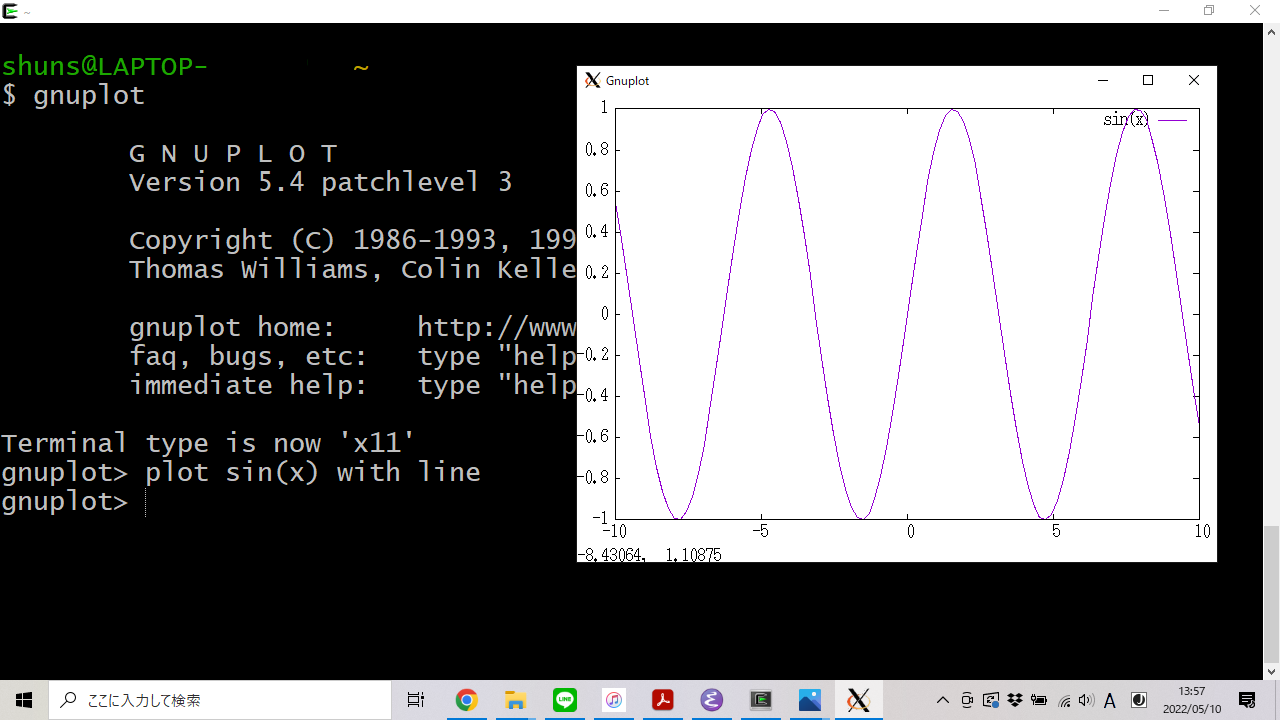 ~
shuns@LAPTOP- ~
$ gnuplot
G N U P L O T
Version 5.4 patchlevel 3
Copyright (C) 1986-1993, 199
Thomas Williams, Colin Kelle
gnuplot home: http://www
faq, bugs, etc: type "help
immediate help: type "help
Terminal type is now 'x11'
gnuplot> plot sin(x) with line
gnuplot>
Gnuplot
sin(x)
1
0.8
0.6
0.4
0.2
0
-0.2
-0.4
-0.6
-0.8
-1
-10 -5 0 5 10
-8.43064, 1.10875
ここに入力して検索
LINE
A
13:57
2022/05/10